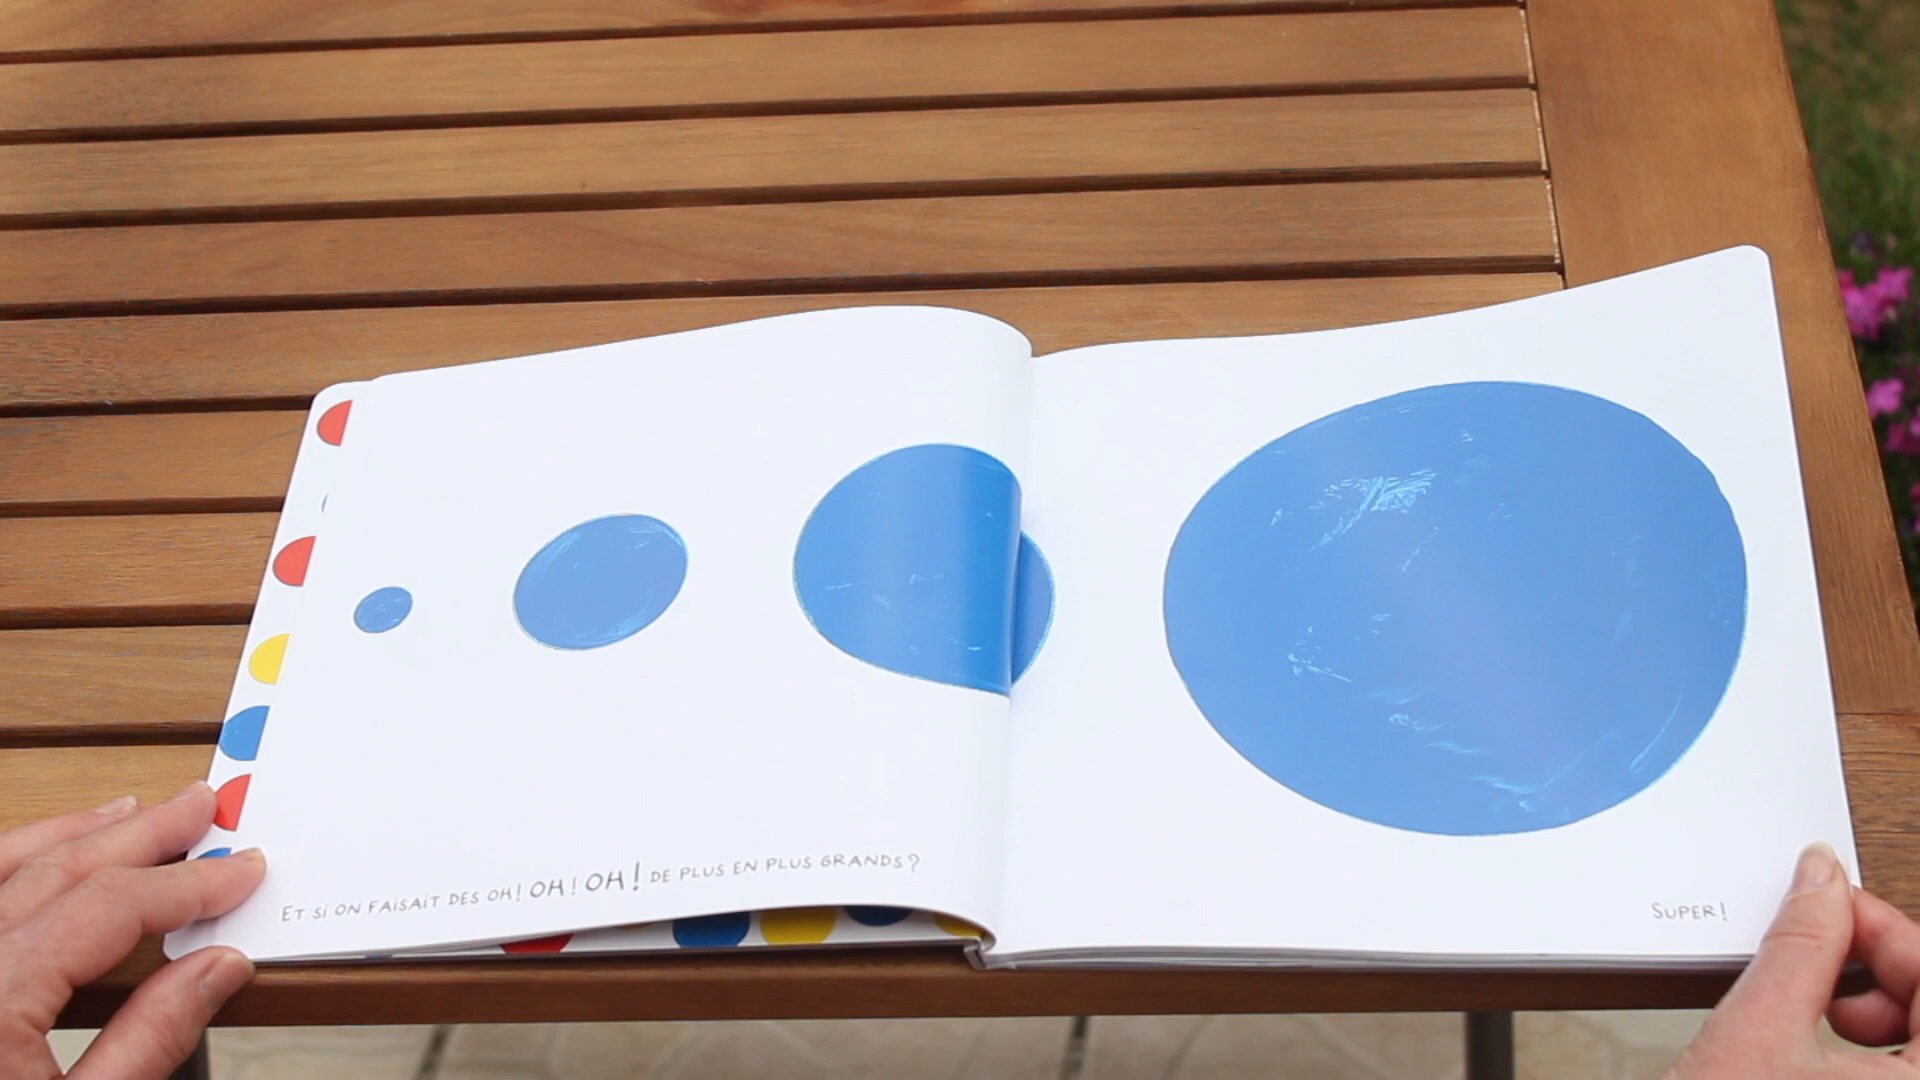 ET Si ON FAiSAiT DES OH! OH! OH! DE PLUS EN PLUS GRANDS?
SUPER!